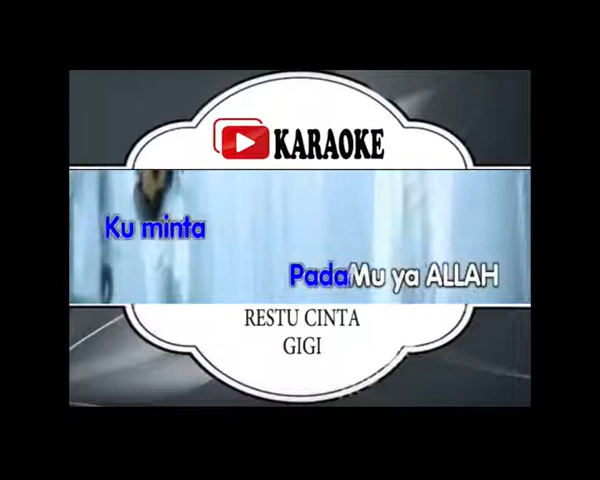 KARAOKE
Ku minta
PadaMu ya ALLAH
RESTU CINTA
GIGI